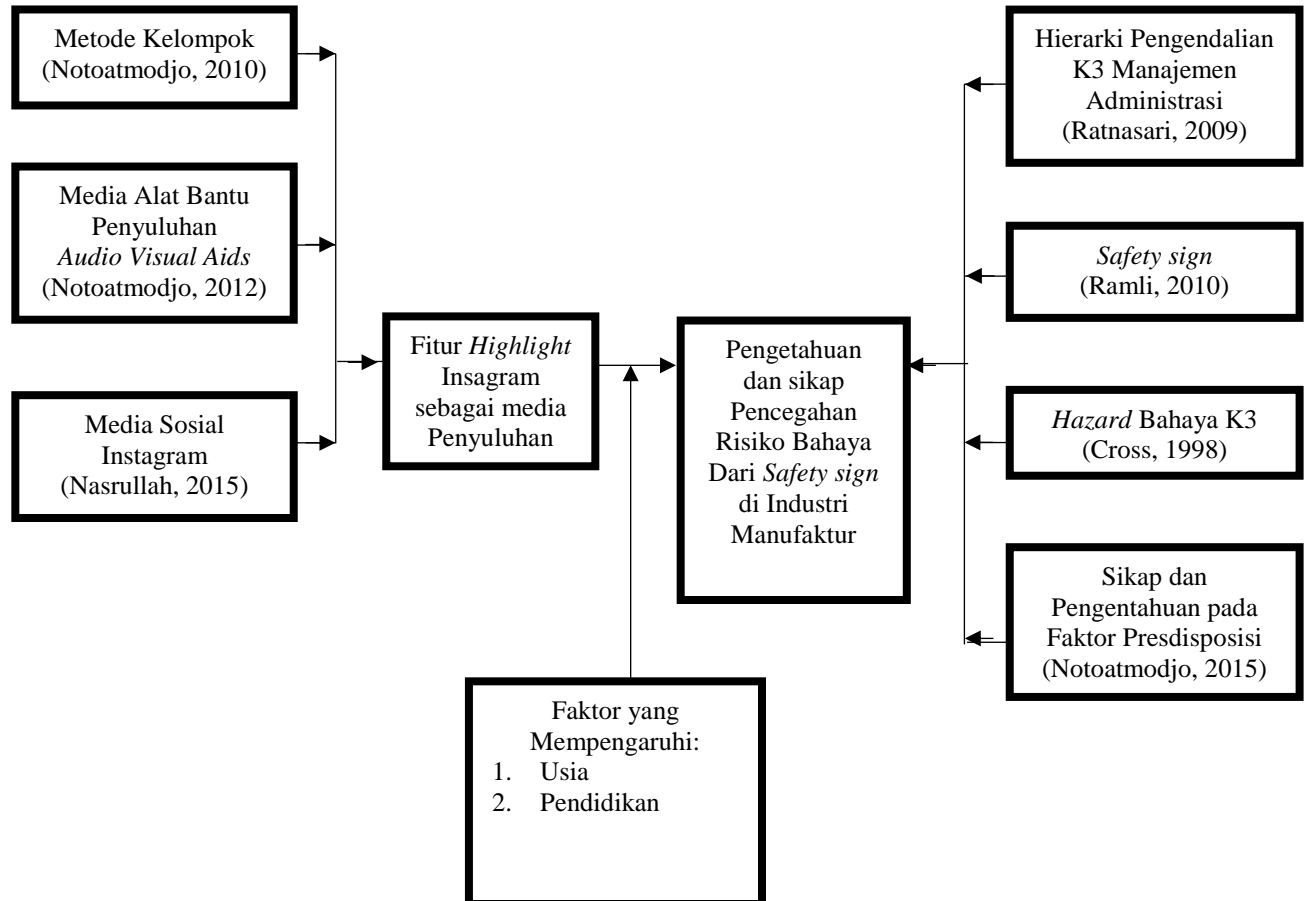 Metode Kelompok
(Notoatmodjo, 2010)
Media Alat Bantu
Penyuluhan
Audio Visual Aids
(Notoatmodjo, 2012)
Media Sosial
Instagram
(Nasrullah, 2015)
Fitur Highlight
Insagram
sebagai media
Penyuluhan
Pengetahuan
dan sikap
Pencegahan
Risiko Bahaya
Dari Safety sign
di Industri
Manufaktur
Hierarki Pengendalian
K3 Manajemen
Administrasi
(Ratnasari, 2009)
Safety sign
(Ramli, 2010)
Hazard Bahaya K3
(Cross, 1998)
Sikap dan
Pengentahuan pada
Faktor Presdisposisi
(Notoatmodjo, 2015)
Faktor yang
Mempengaruhi:
1. Usia
2. Pendidikan